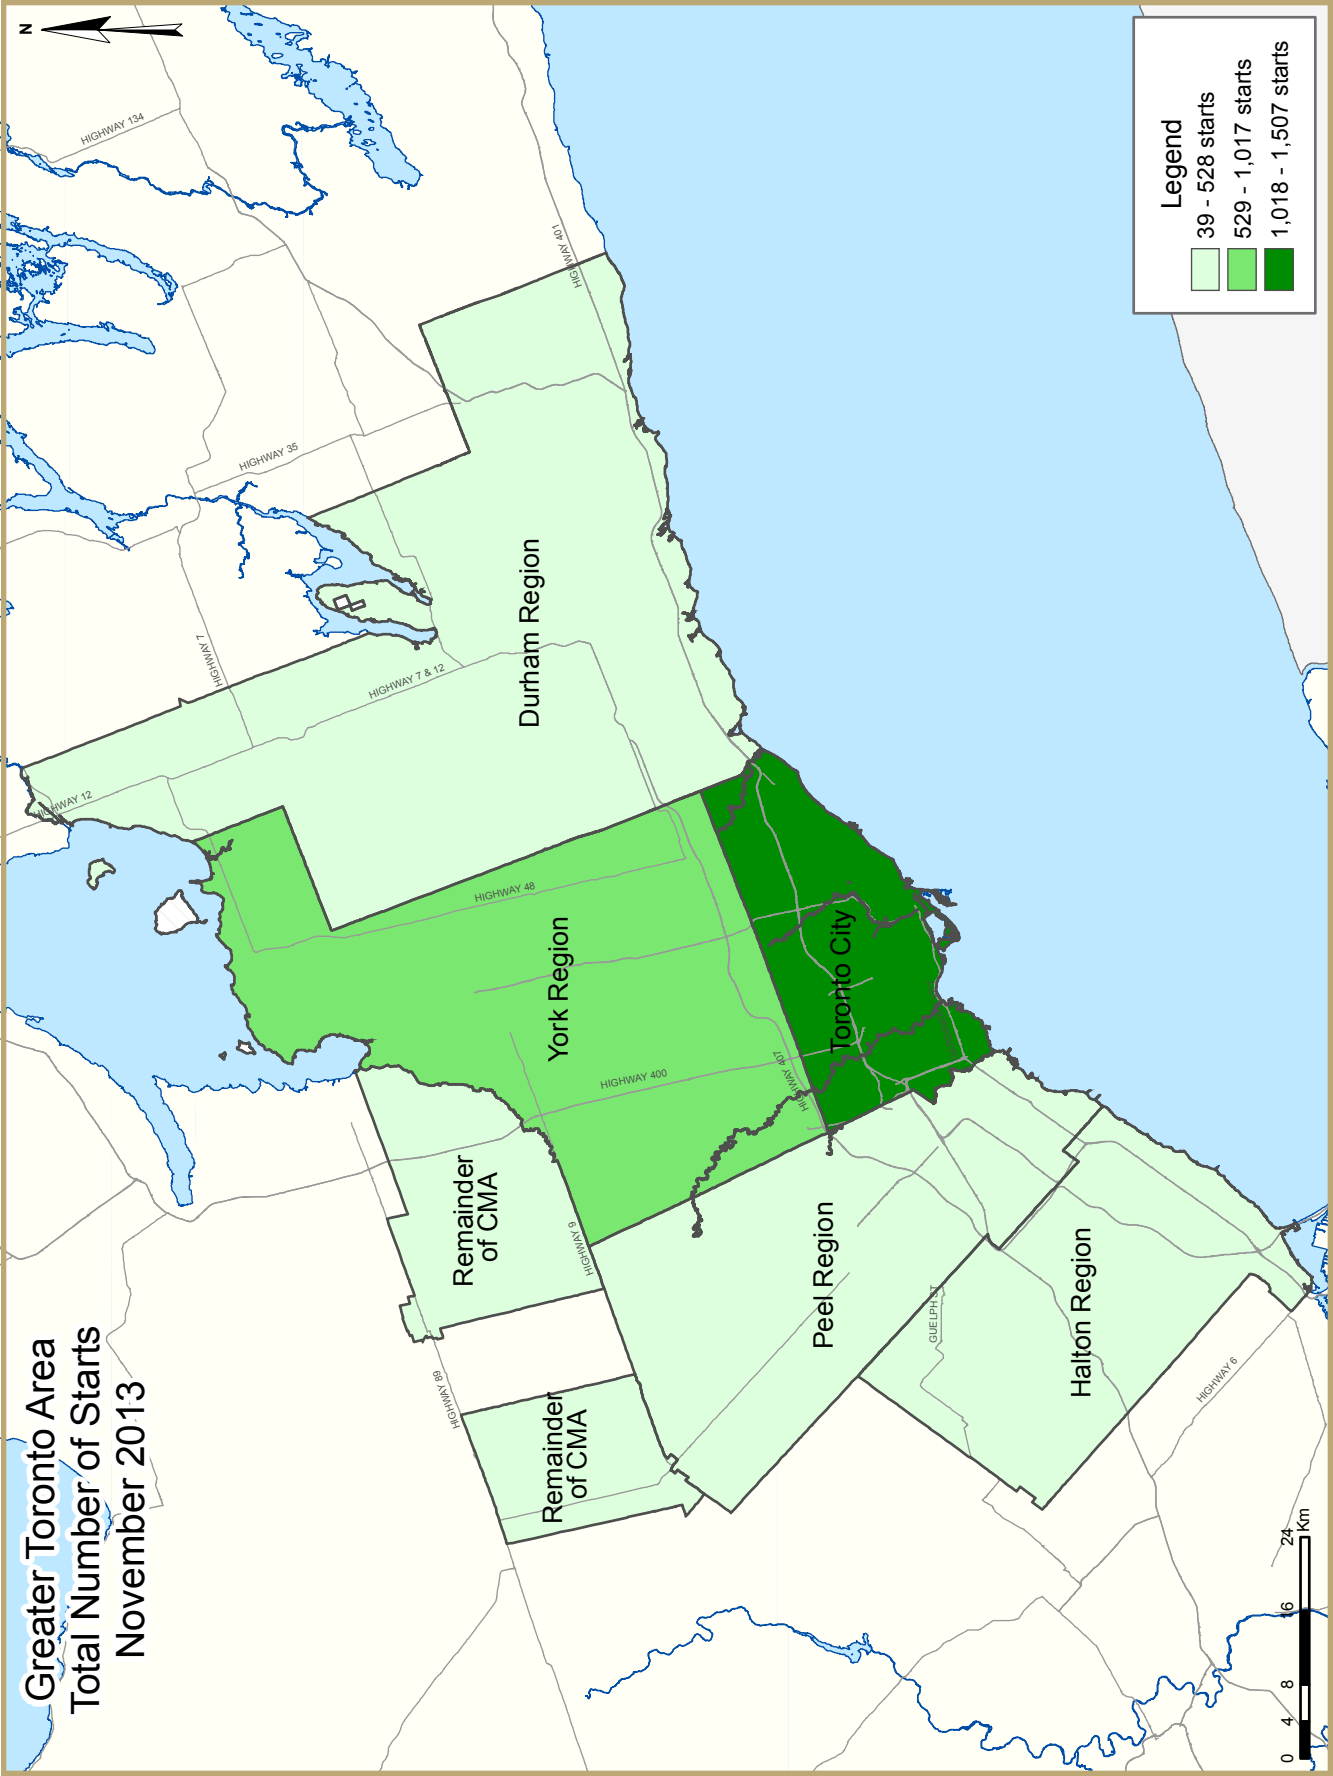 Greater Toronto Area
Total Number of Starts
November 2013
N
HIGHWAY 134
HIGHWAY 35
HIGHWAY 7
HIGHWAY 7 & 12
HIGHWAY 12
HIGHWAY 401
Durham Region
HIGHWAY 48
York Region
HIGHWAY 400
HIGHWAY 407
Toronto City
Remainder
of CMA
HIGHWAY 9
HIGHWAY 89
Remainder
of CMA
Peel Region
GUELPH ST
Halton Region
HIGHWAY 6
Legend
39 - 528 starts
529 - 1,017 starts
1,018 - 1,507 starts
0 4 8 16 24
Km